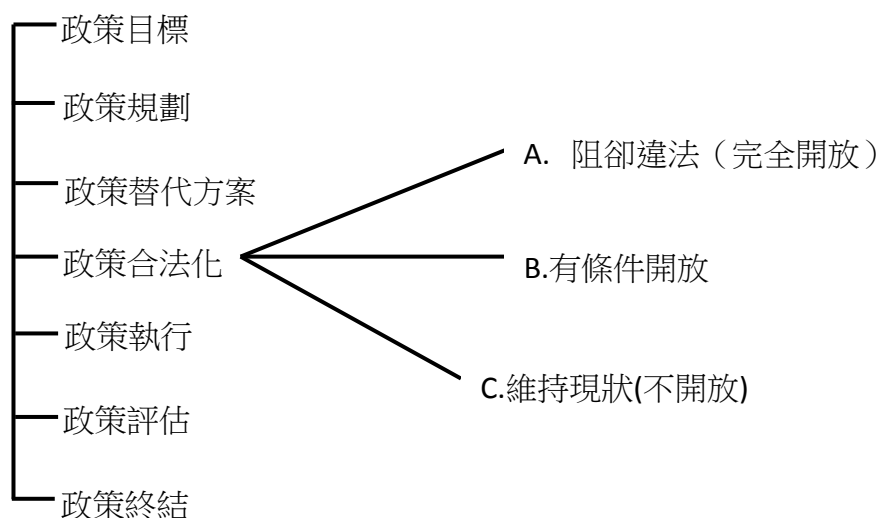 政策目標
政策規劃
政策替代方案
政策合法化
政策執行
政策評估
政策終結
A. 阻卻違法（完全開放）
B.有條件開放
C.維持現狀(不開放)